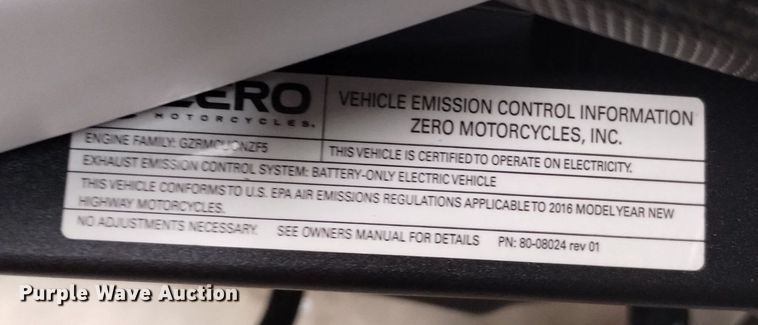 ZERO
MOTORCYCLES.
VEHICLE EMISSION CONTROL INFORMATION
ZERO MOTORCYCLES, INC.
ENGINE FAMILY:
THIS VEHICLE IS CERTIFIED TO OPERATE ON ELECTRICITY.
EXHAUST EMISSION CONTROL SYSTEM: BATTERY-ONLY ELECTRIC VEHICLE
THIS VEHICLE CONFORMS TO U.S. EPA AIR EMISSIONS REGULATIONS APPLICABLE TO 2016 MODEL YEAR NEW
HIGHWAY MOTORCYCLES.
NO ADJUSTMENTS NECESSARY. SEE OWNERS MANUAL FOR DETAILS PN: 80-08024 rev 01
Purple Wave Auction